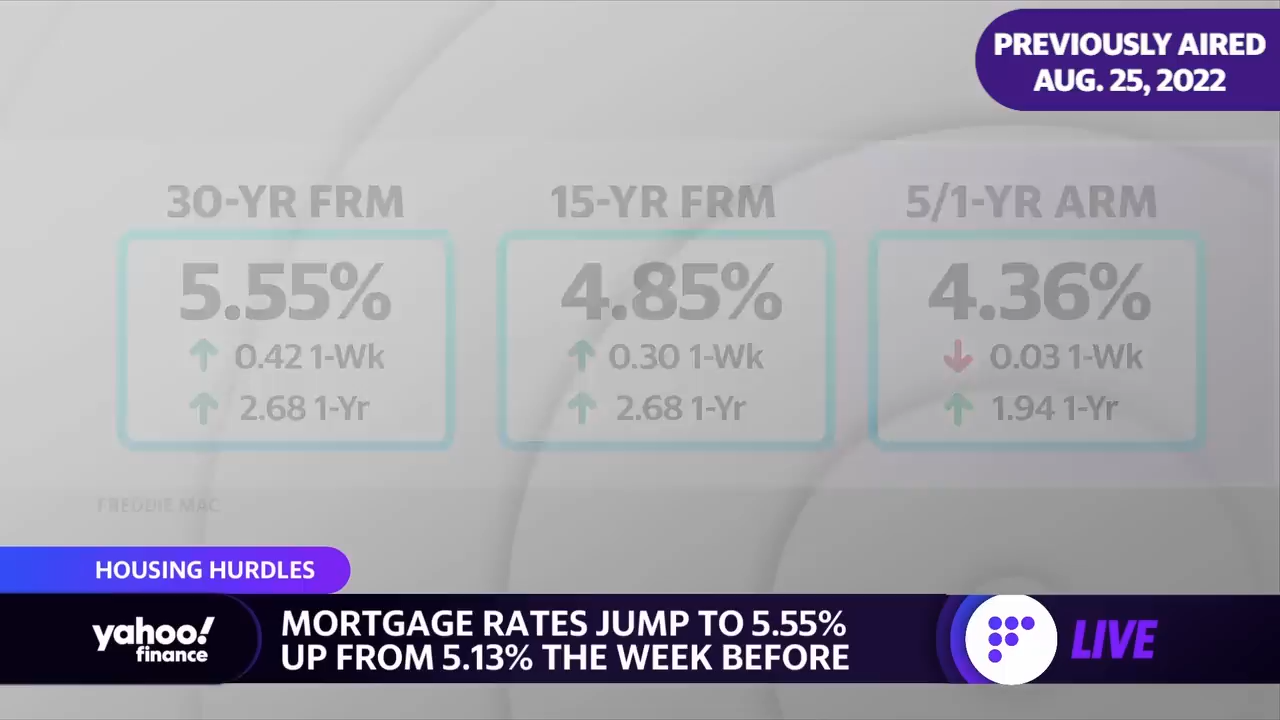 PREVIOUSLY AIRED
AUG. 25, 2022
30-YR FRM
5.55%
↑ 0.42 1-Wk
↑ 2.68 1-Yr
15-YR FRM
4.85%
↑ 0.30 1-Wk
↑ 2.68 1-Yr
5/1-YR ARM
4.36%
↓ 0.03 1-Wk
↑ 1.94 1-Yr
FREDDIE MAC
HOUSING HURDLES
yahoo!
finance
MORTGAGE RATES JUMP TO 5.55%
UP FROM 5.13% THE WEEK BEFORE
LIVE